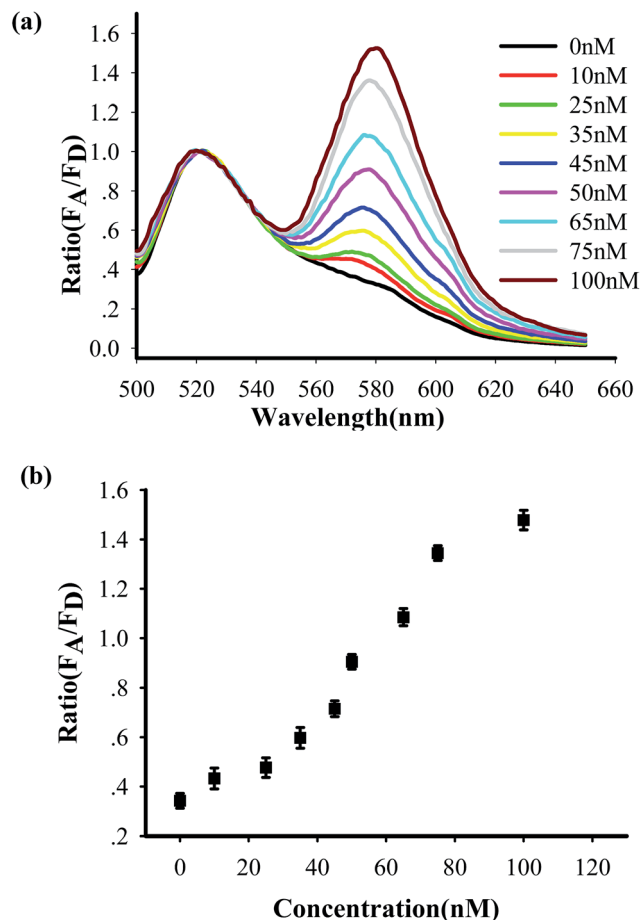 (a)
Ratio(FA/FD)
1.6
1.4
1.2
1.0
.8
.6
.4
.2
0.0
500 520 540 560 580 600 620 640 660
Wavelength(nm)
0nM
10nM
25nM
35nM
45nM
50nM
65nM
75nM
100nM
(b)
Ratio(FA/FD)
1.6
1.4
1.2
1.0
.8
.6
.4
.2
0 20 40 60 80 100 120
Concentration(nM)